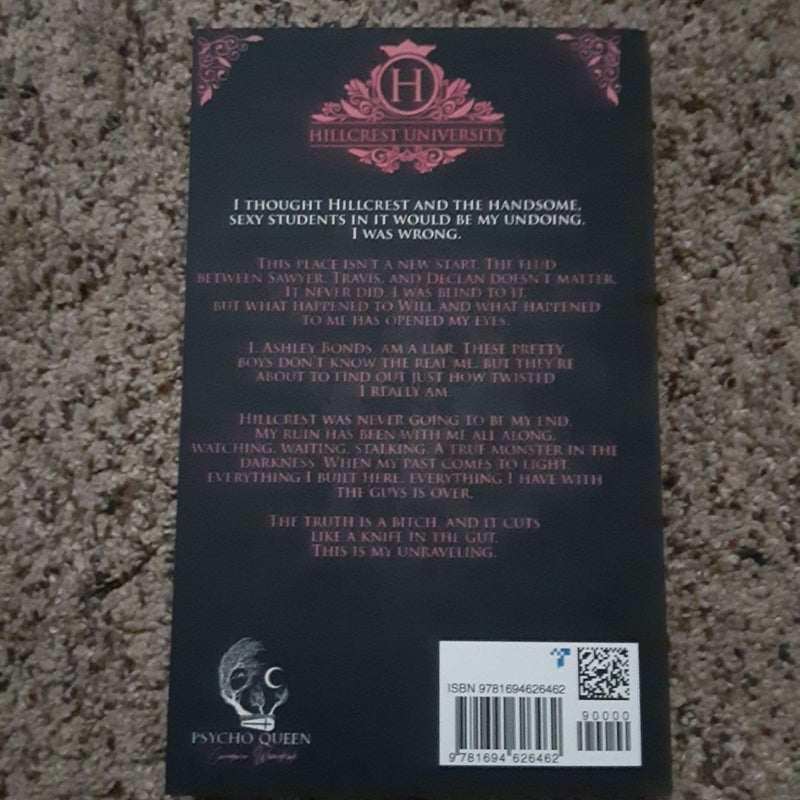 H
HILLCREST UNIVERSITY
I THOUGHT HILLCREST AND THE HANDSOME,
SEXY STUDENTS IN IT WOULD BE MY UNDOING.
I WAS WRONG.
THIS PLACE ISN'T A NEW START. THE FEUD
BETWEEN SAWYER, TRAVIS, AND DECLAN DOESN'T MATTER.
IT NEVER DID. I WAS BLIND TO IT.
BUT WHAT HAPPENED TO WILL AND WHAT HAPPENED
TO ME HAS OPENED MY EYES.
I, ASHLEY BONDS, AM A LIAR. THESE PRETTY
BOYS DON'T KNOW THE REAL ME, BUT THEY'RE
ABOUT TO FIND OUT JUST HOW TWISTED
I REALLY AM.
HILLCREST WAS NEVER GOING TO BE MY END.
MY RUIN HAS BEEN WITH ME ALL ALONG.
WATCHING. WAITING. STALKING. A TRUE MONSTER IN THE
DARKNESS. WHEN MY PAST COMES TO LIGHT,
EVERYTHING I BUILT HERE, EVERYTHING I HAVE WITH
THE GUYS IS OVER.
THE TRUTH IS A BITCH, AND IT CUTS
LIKE A KNIFE IN THE GUT.
THIS IS MY UNRAVELING.
PSYCHO QUEEN
ISBN 9781694626462
90000
9 781694 626462